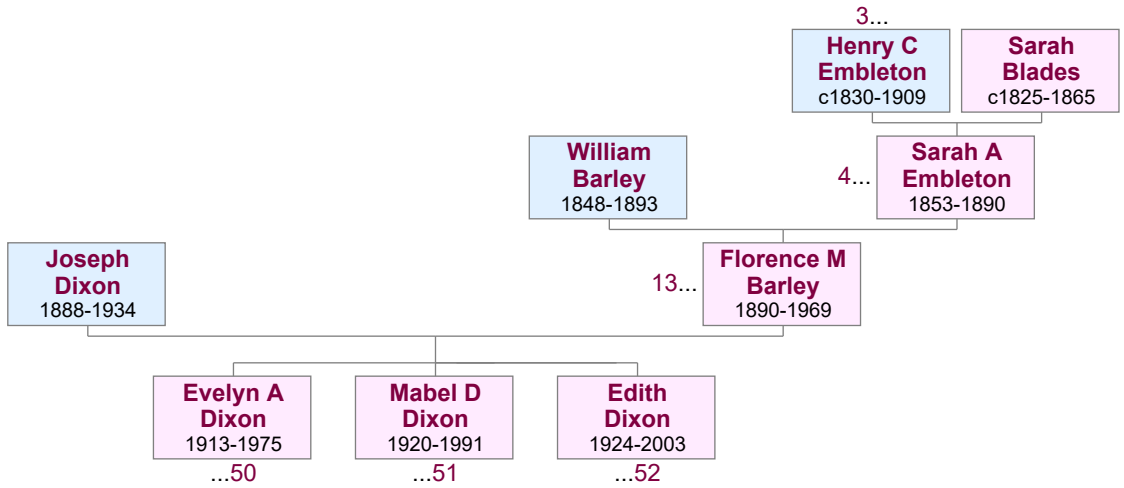 3...
Henry C
Embleton
c1830-1909
Sarah
Blades
c1825-1865
William
Barley
1848-1893
4...
Sarah A
Embleton
1853-1890
Joseph
Dixon
1888-1934
13...
Florence M
Barley
1890-1969
Evelyn A
Dixon
1913-1975
...50
Mabel D
Dixon
1920-1991
...51
Edith
Dixon
1924-2003
...52